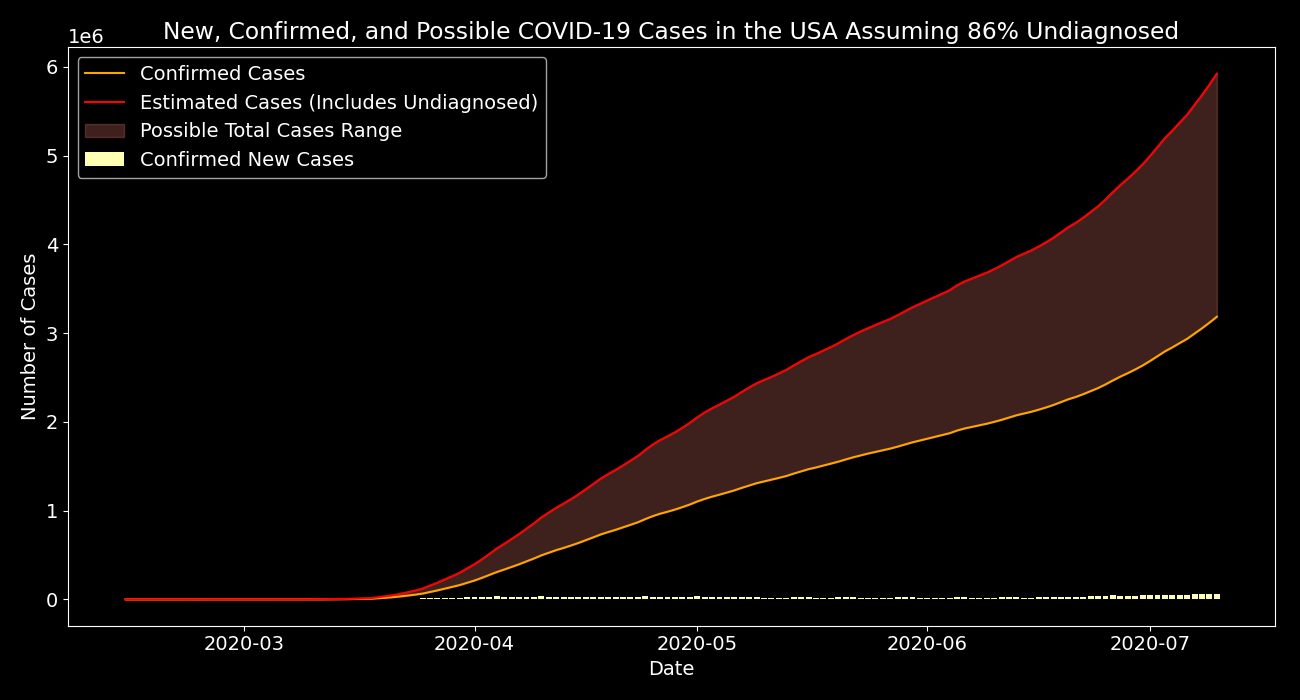 New, Confirmed, and Possible COVID-19 Cases in the USA Assuming 86% Undiagnosed
1e6
Confirmed Cases
Estimated Cases (Includes Undiagnosed)
Possible Total Cases Range
Confirmed New Cases
6
5
4
3
2
1
0
Number of Cases
2020-03 2020-04 2020-05 2020-06 2020-07
Date